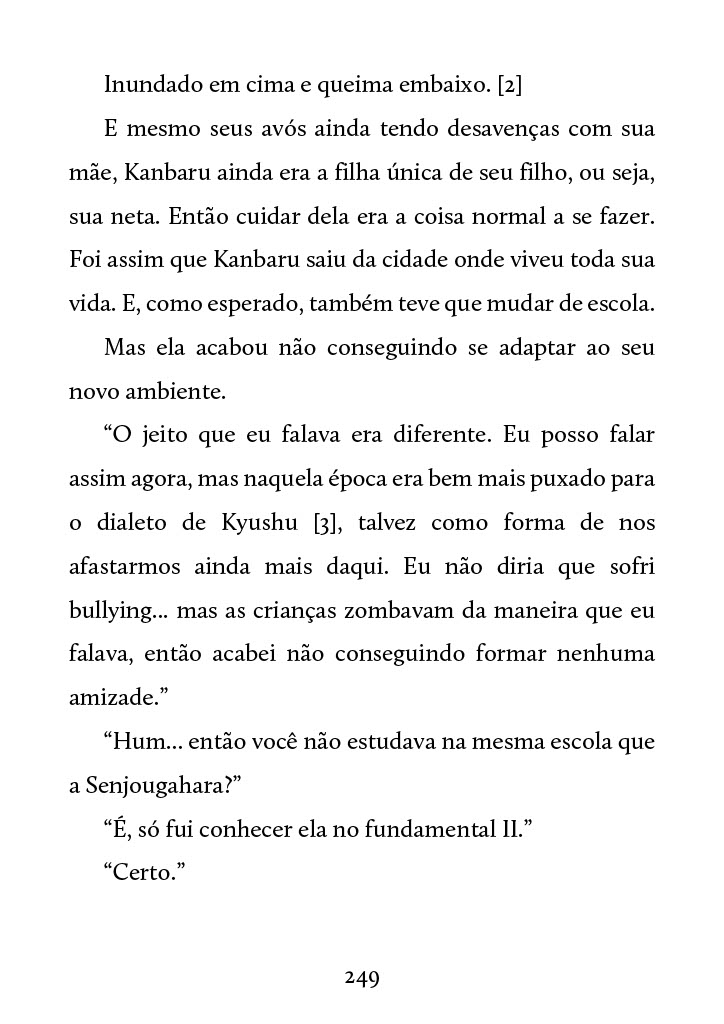 Inundado em cima e queima embaixo. [2]
E mesmo seus avós ainda tendo desavenças com sua
mãe, Kanbaru ainda era a filha única de seu filho, ou seja,
sua neta. Então cuidar dela era a coisa normal a se fazer.
Foi assim que Kanbaru saiu da cidade onde viveu toda sua
vida. E, como esperado, também teve que mudar de escola.
Mas ela acabou não conseguindo se adaptar ao seu
novo ambiente.
“O jeito que eu falava era diferente. Eu posso falar
assim agora, mas naquela época era bem mais puxado para
o dialeto de Kyushu [3], talvez como forma de nos
afastarmos ainda mais daqui. Eu não diria que sofri
bullying... mas as crianças zombavam da maneira que eu
falava, então acabei não conseguindo formar nenhuma
amizade.”
“Hum... então você não estudava na mesma escola que
a Senjougahara?”
“É, só fui conhecer ela no fundamental II.”
“Certo.”
249